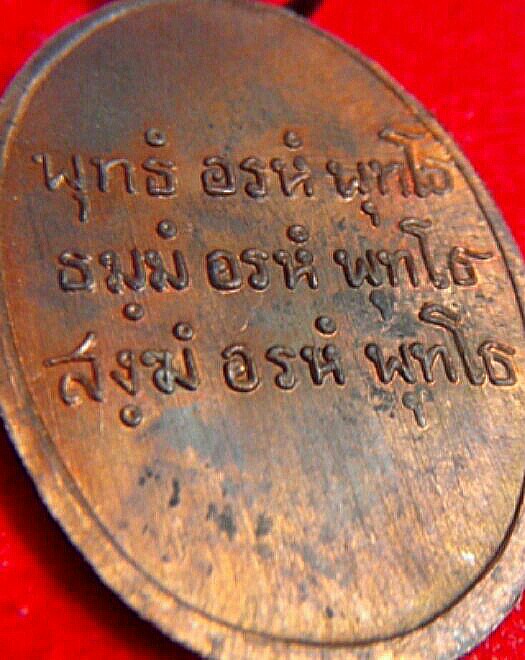 พุทธํ อรหํ พุทโธ
ธมฺมํ อรหํ พุทโธ
สงฺฆํ อรหํ พุทโธ